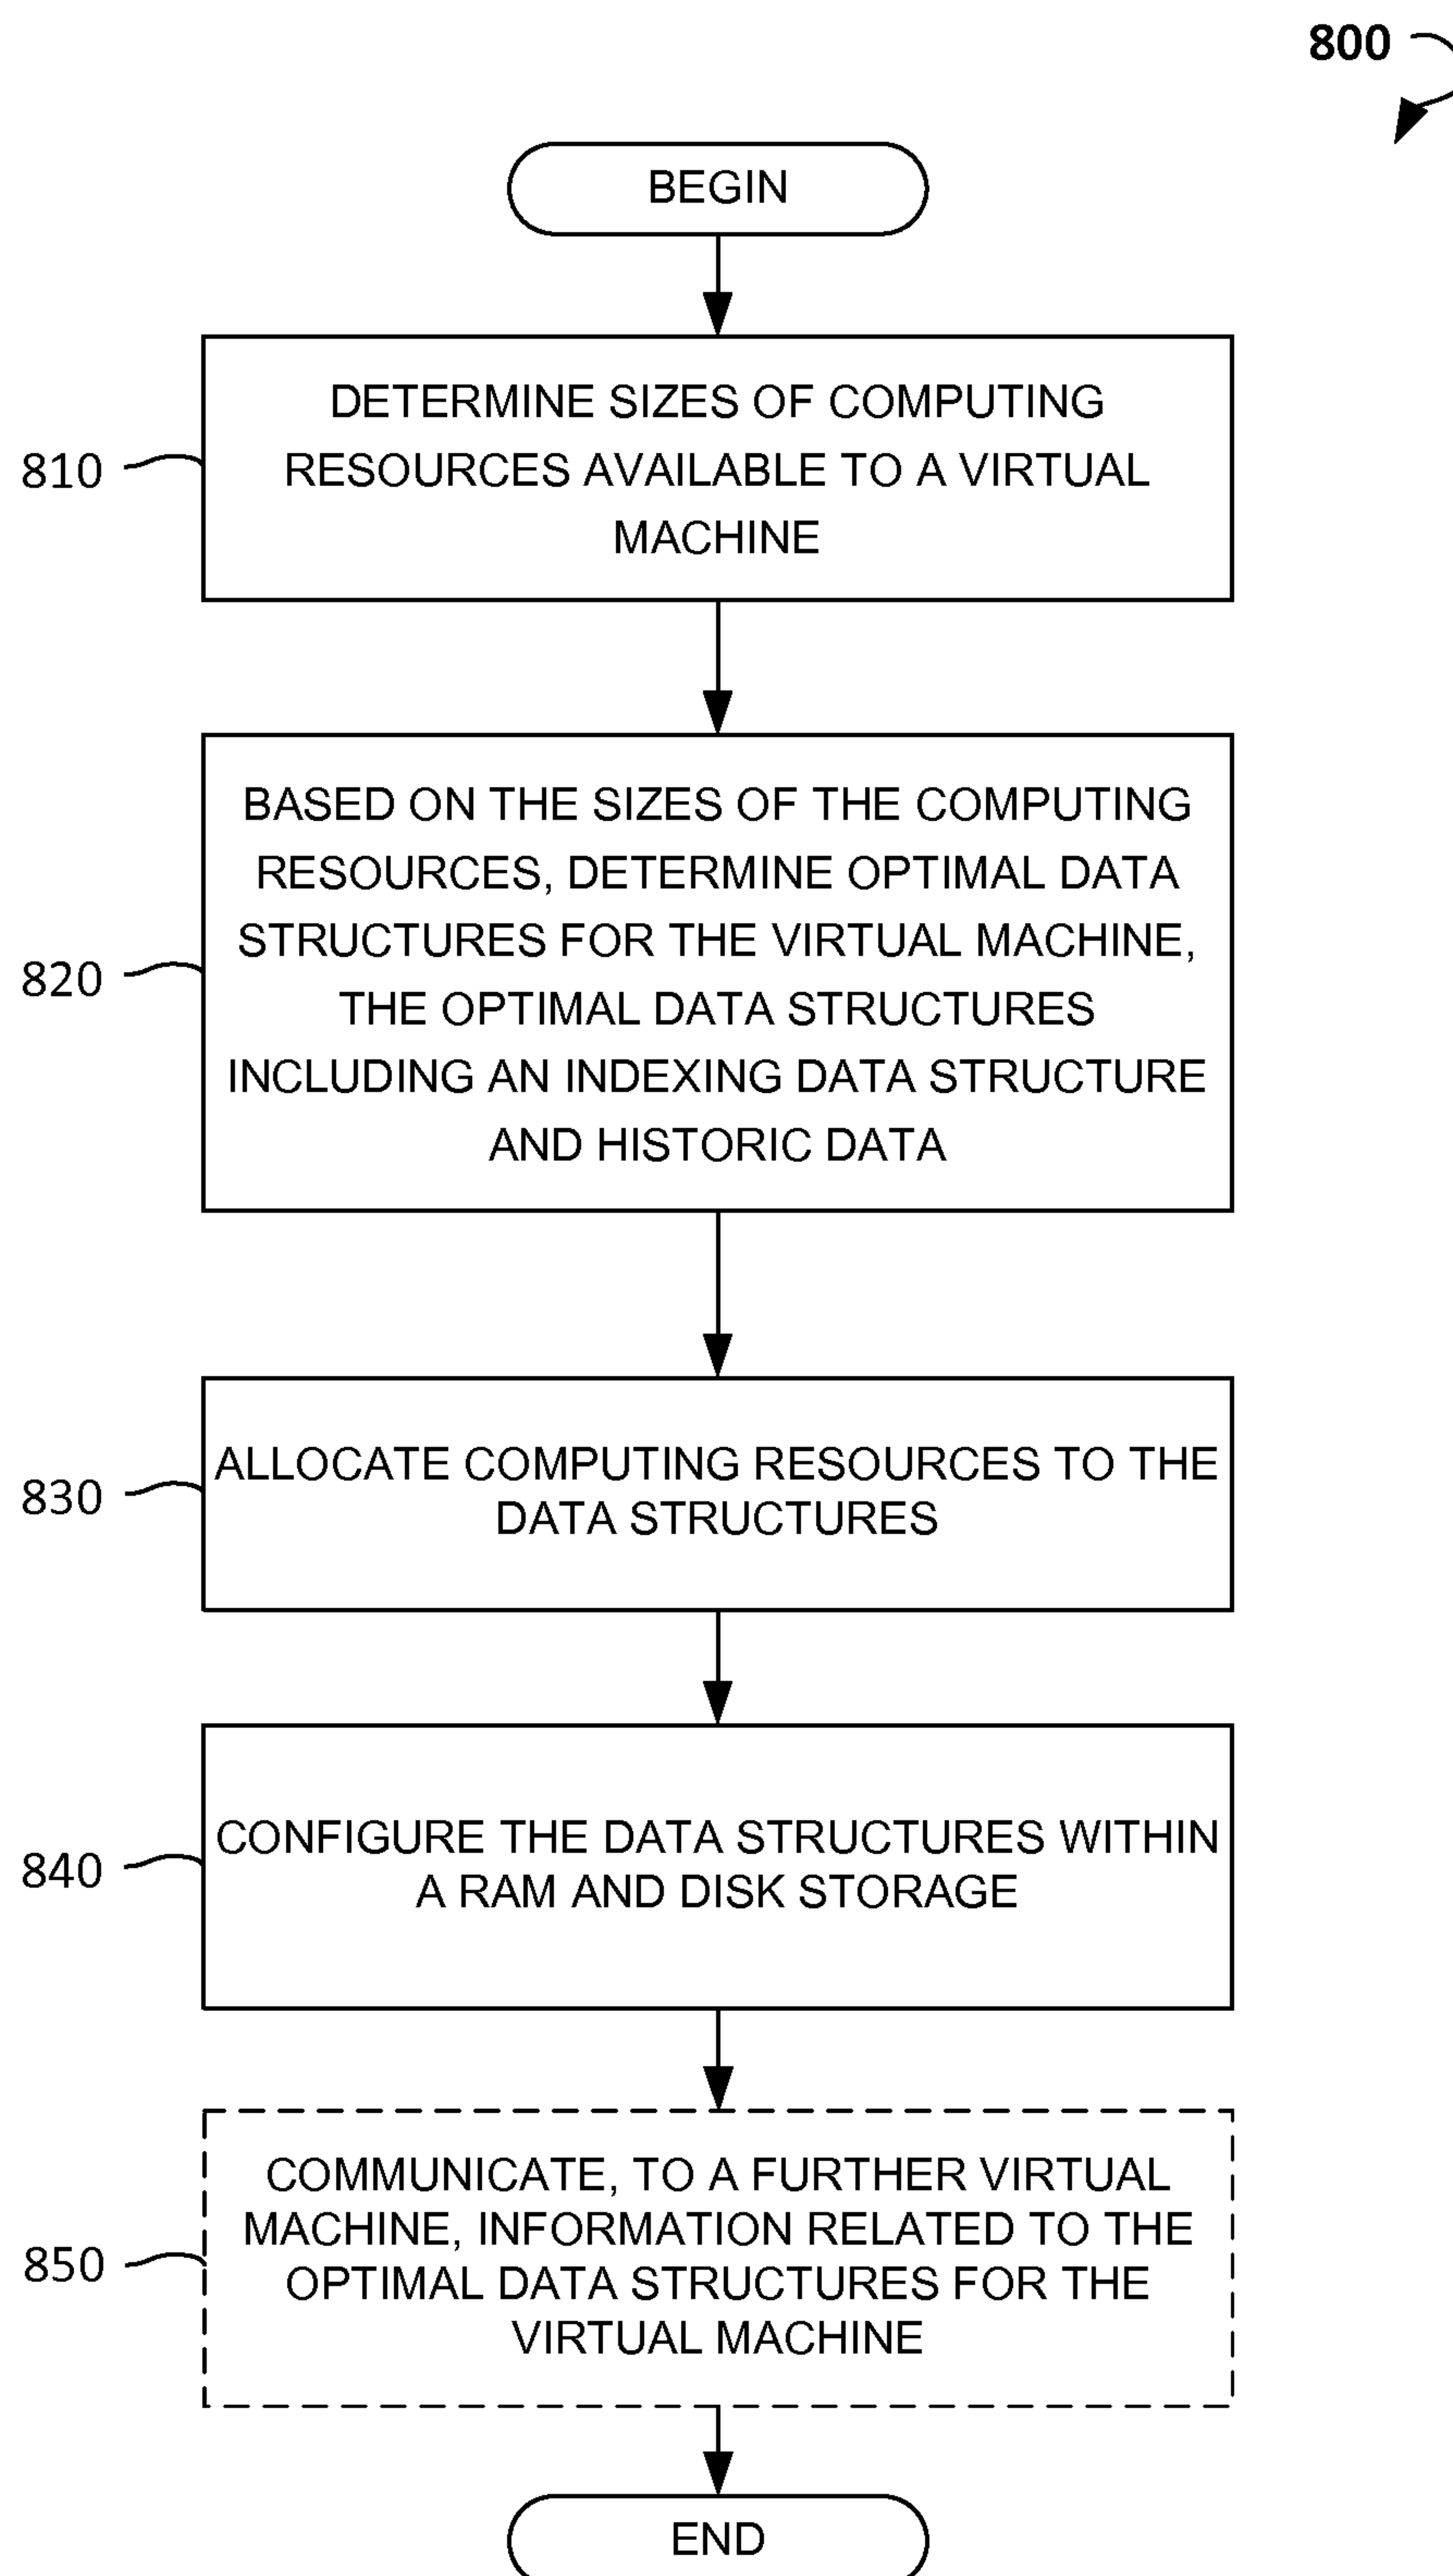 800
BEGIN
810
DETERMINE SIZES OF COMPUTING
RESOURCES AVAILABLE TO A VIRTUAL
MACHINE
820
BASED ON THE SIZES OF THE COMPUTING
RESOURCES, DETERMINE OPTIMAL DATA
STRUCTURES FOR THE VIRTUAL MACHINE,
THE OPTIMAL DATA STRUCTURES
INCLUDING AN INDEXING DATA STRUCTURE
AND HISTORIC DATA
830
ALLOCATE COMPUTING RESOURCES TO THE
DATA STRUCTURES
840
CONFIGURE THE DATA STRUCTURES WITHIN
A RAM AND DISK STORAGE
850
COMMUNICATE, TO A FURTHER VIRTUAL
MACHINE, INFORMATION RELATED TO THE
OPTIMAL DATA STRUCTURES FOR THE
VIRTUAL MACHINE
END